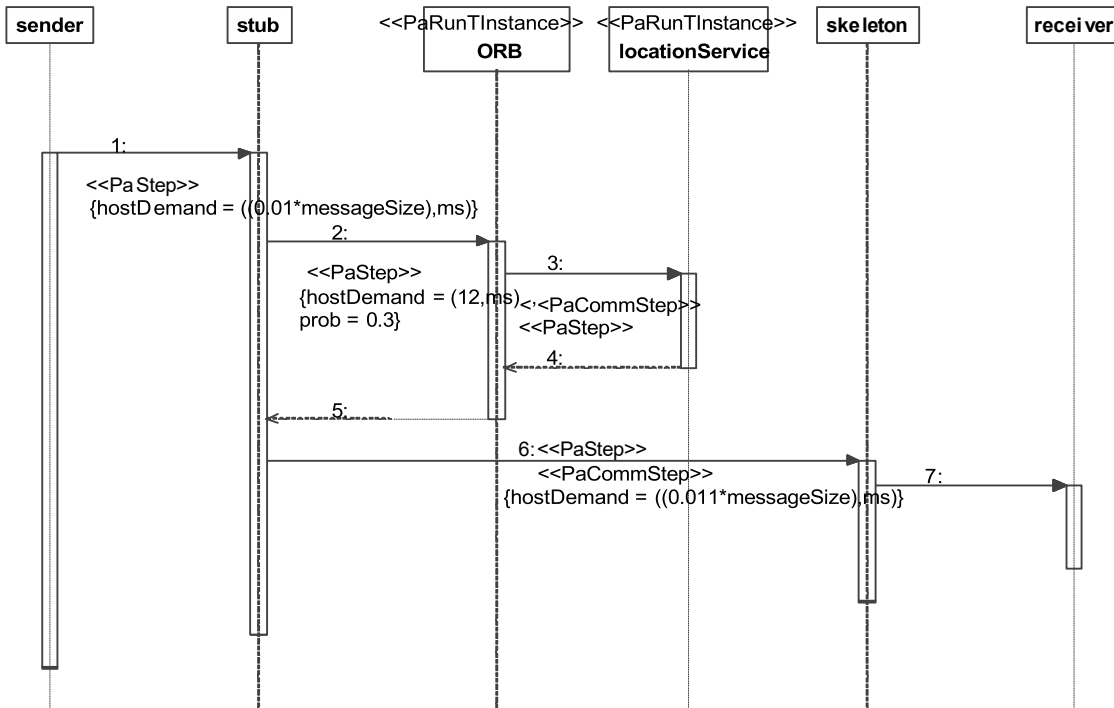 sender
stub
<<PaRunTInstance>>
ORB
<<PaRunTInstance>>
locationService
skeleton
receiver
1:
<<PaStep>>
{hostDemand = ((0.01*messageSize),ms)}
2:
<<PaStep>>
{hostDemand = (12,ms) ,
prob = 0.3}
3:
<<PaCommStep>>
<<PaStep>>
4:
5:
6:<<PaStep>>
<<PaCommStep>>
{hostDemand = ((0.011*messageSize),ms)}
7: